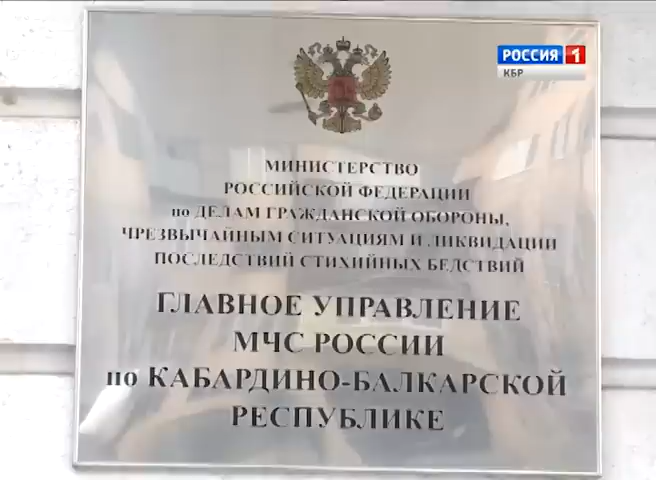 РОССИЯ 1
КБР
МИНИСТЕРСТВО
РОССИЙСКОЙ ФЕДЕРАЦИИ
по ДЕЛАМ ГРАЖДАНСКОЙ ОБОРОНЫ,
ЧРЕЗВЫЧАЙНЫМ СИТУАЦИЯМ И ЛИКВИДАЦИИ
ПОСЛЕДСТВИЙ СТИХИЙНЫХ БЕДСТВИЙ
ГЛАВНОЕ УПРАВЛЕНИЕ
МЧС РОССИИ
по КАБАРДИНО-БАЛКАРСКОЙ
РЕСПУБЛИКЕ